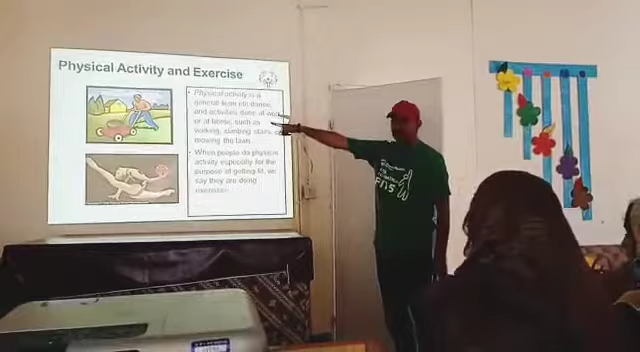 Physical Activity and Exercise
• Physical activity is a
general term etc dance,
and activities done at work
or at home, such as
walking, climbing stairs, or
mowing the lawn.
• When people do physical
activity especially for the
purpose of getting fit, we
say they are doing
exercise.